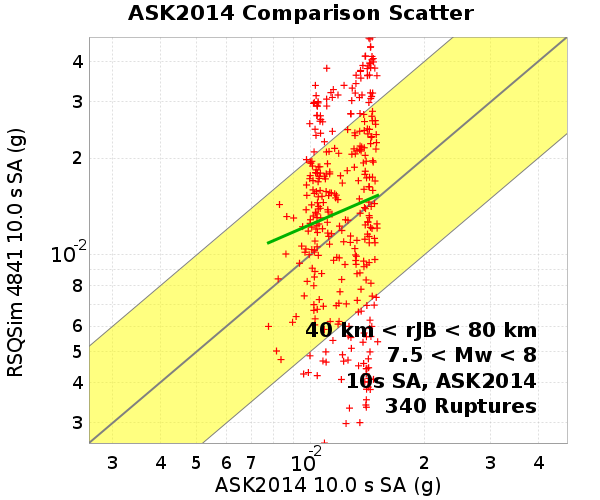 ASK2014 Comparison Scatter
RSQSim 4841 10.0 s SA (g)
4
3
2
10-2
8
6
5
4
3
40 km < rJB < 80 km
7.5 < Mw < 8
10s SA, ASK2014
340 Ruptures
3 4 5 6 7 10-2 2 3 4
ASK2014 10.0 s SA (g)